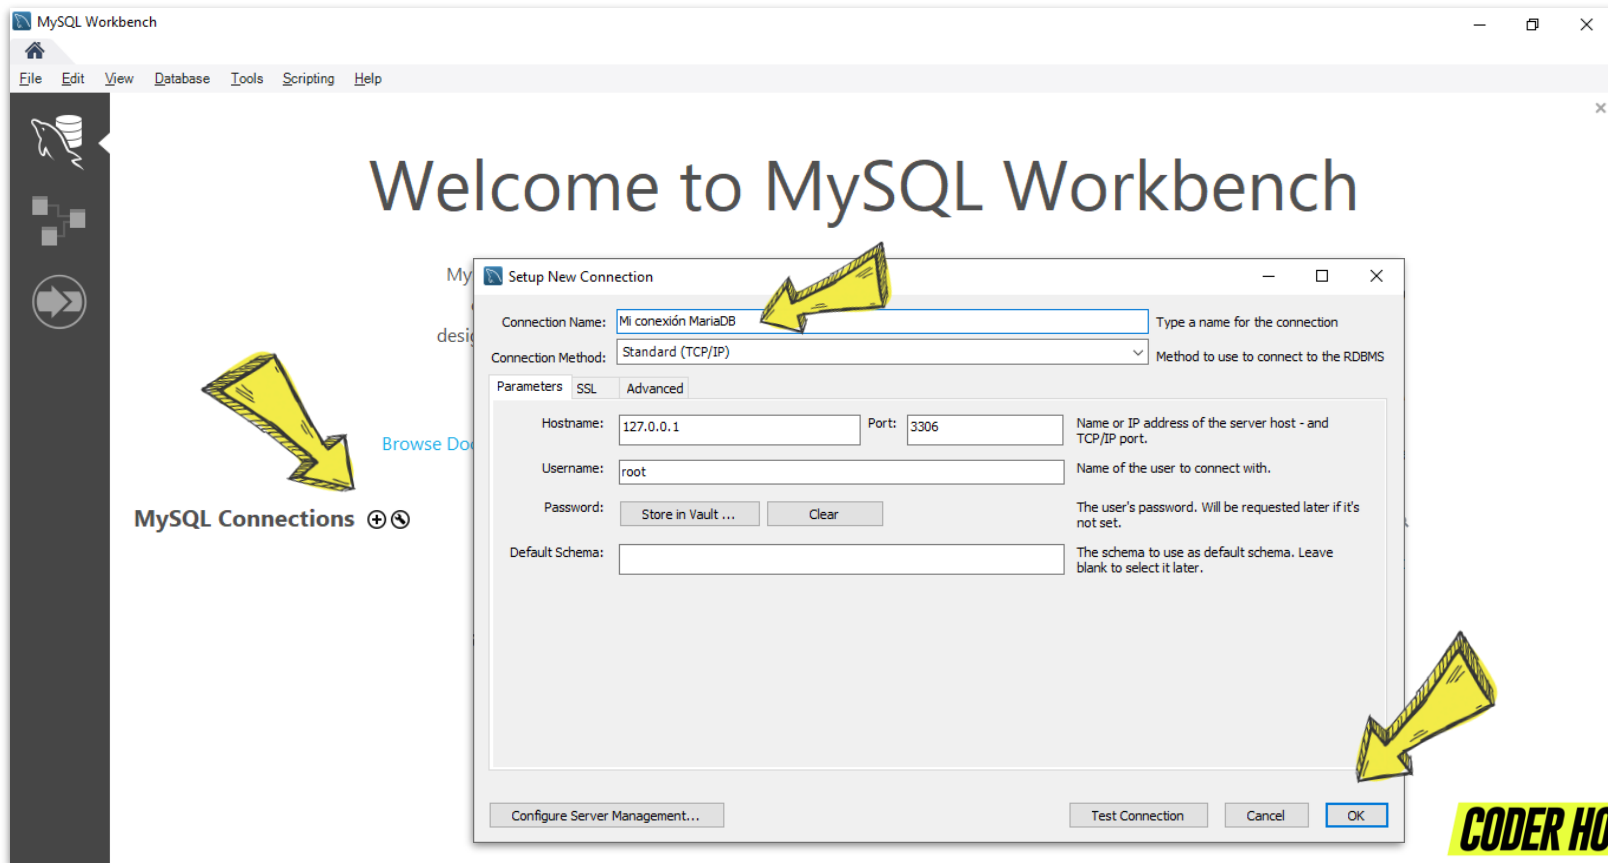 MySQL Workbench
File Edit View Database Tools Scripting Help
Welcome to MySQL Workbench
My
desig
Browse Doc
MySQL Connections
Setup New Connection
Connection Name: Mi conexión MariaDB Type a name for the connection
Connection Method: Standard (TCP/IP) Method to use to connect to the RDBMS
Parameters SSL Advanced
Hostname: 127.0.0.1 Port: 3306 Name or IP address of the server host - and
TCP/IP port.
Username: root Name of the user to connect with.
Password: Store in Vault ... Clear The user's password. Will be requested later if it's
not set.
Default Schema: The schema to use as default schema. Leave
blank to select it later.
Configure Server Management... Test Connection Cancel OK
CODER HO